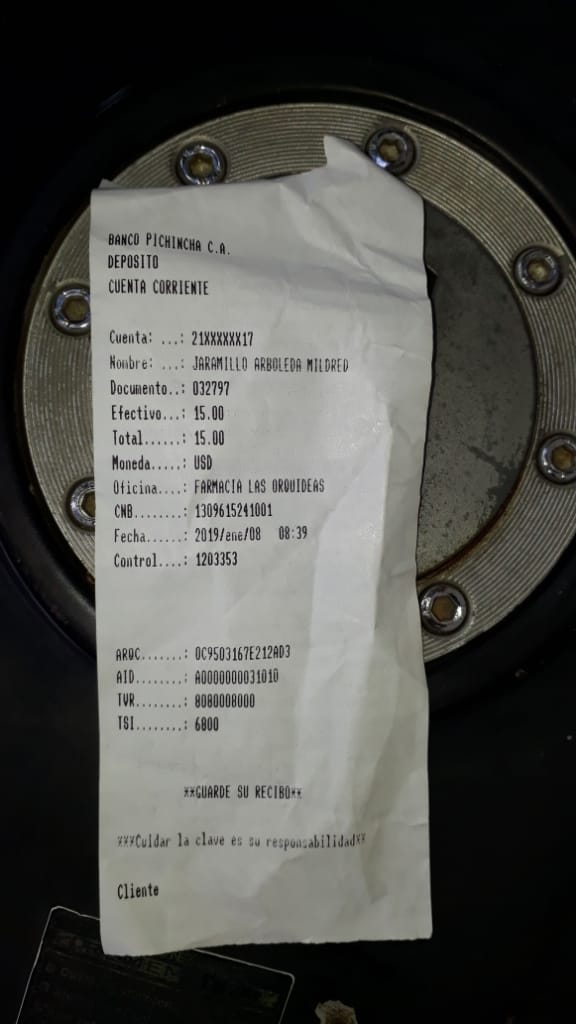 BANCO PICHINCHA C.A.
DEPOSITO
CUENTA CORRIENTE
Cuenta: ...: 21XXXXXX17
Nombre: ...: JARAMILLO ARBOLEDA MILDRED
Documento..: 032797
Efectivo...: 15.00
Total......: 15.00
Moneda.....: USD
Oficina....: FARMACIA LAS ORQUIDEAS
CNB........: 1309615241001
Fecha......: 2019/ene/08 08:39
Control....: 1203353
ARQC.......: 0C9503167E212AD3
AID........: A0000000031010
TVR........: 8080008000
TSI........: 6800
**GUARDE SU RECIBO**
***Cuidar la clave es su responsabilidad**
Cliente